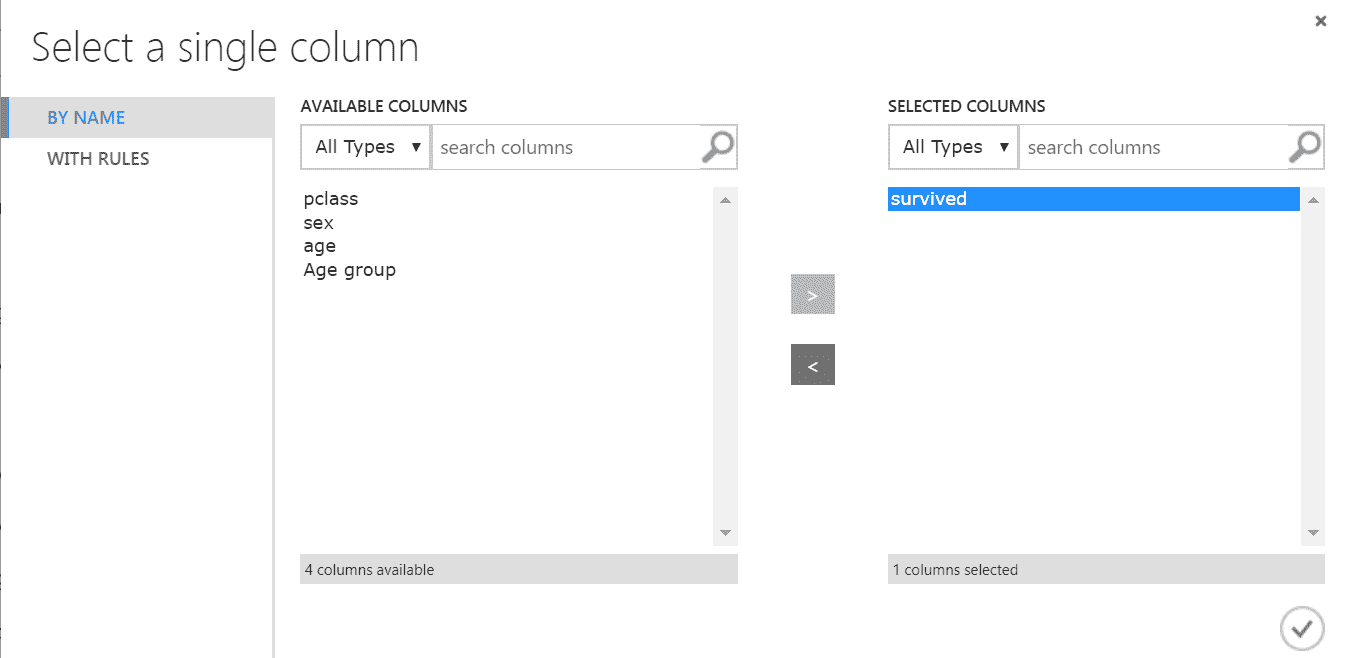 Select a single column
BY NAME
WITH RULES
AVAILABLE COLUMNS
All Types
search columns
pclass
sex
age
Age group
4 columns available
>
<
SELECTED COLUMNS
All Types
search columns
survived
1 columns selected